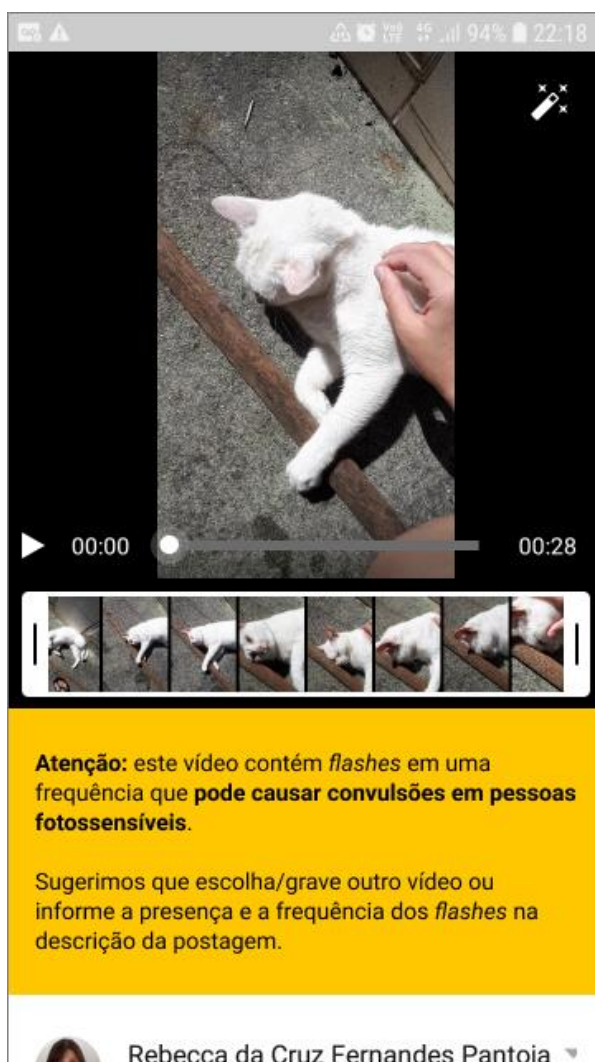 94% 22:18
00:00 00:28
Atenção: este vídeo contém flashes em uma
frequência que pode causar convulsões em pessoas
fotossensíveis.
Sugerimos que escolha/grave outro vídeo ou
informe a presença e a frequência dos flashes na
descrição da postagem.
Rebecca da Cruz Fernandes Pantoja